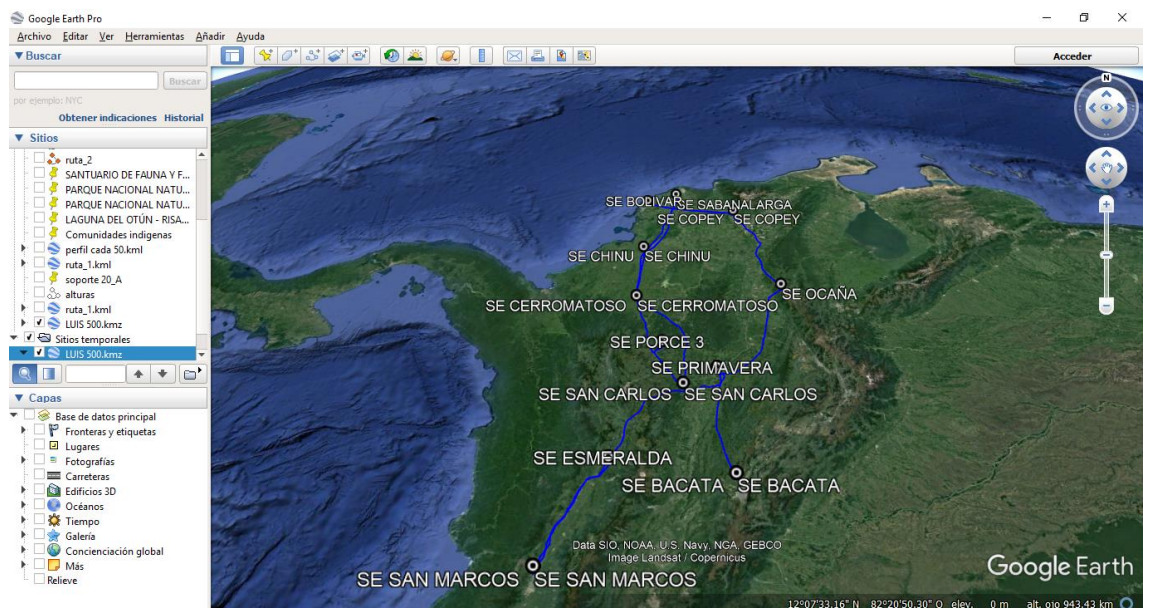 Google Earth Pro
Archivo Editar Ver Herramientas Añadir Ayuda
Buscar
Buscar
por ejemplo: NYC
Obtener indicaciones Historial
Sitios
ruta_2
SANTUARIO DE FAUNA Y F...
PARQUE NACIONAL NATU...
PARQUE NACIONAL NATU...
LAGUNA DEL OTÚN - RISA...
Comunidades indigenas
perfil cada 50.kml
ruta_1.kml
soporte 20_A
alturas
ruta_1.kml
LUIS 500.kmz
Sitios temporales
LUIS 500.kmz
Capas
Base de datos principal
Fronteras y etiquetas
Lugares
Fotografías
Carreteras
Edificios 3D
Océanos
Tiempo
Galería
Concienciación global
Más
Relieve
Acceder
N
SE BOLIVAR SE SABANALARGA
SE COPEY SE COPEY
SE CHINU SE CHINU
SE OCAÑA
SE CERROMATOSO SE CERROMATOSO
SE PORCE 3
SE PRIMAVERA
SE SAN CARLOS SE SAN CARLOS
SE ESMERALDA
SE BACATA SE BACATA
Data SIO, NOAA, U.S. Navy, NGA, GEBCO
Image Landsat / Copernicus
Google Earth
SE SAN MARCOS SE SAN MARCOS
12°07'33.16" N 82°20'50.30" O elev. 0 m alt. ojo 943.43 km